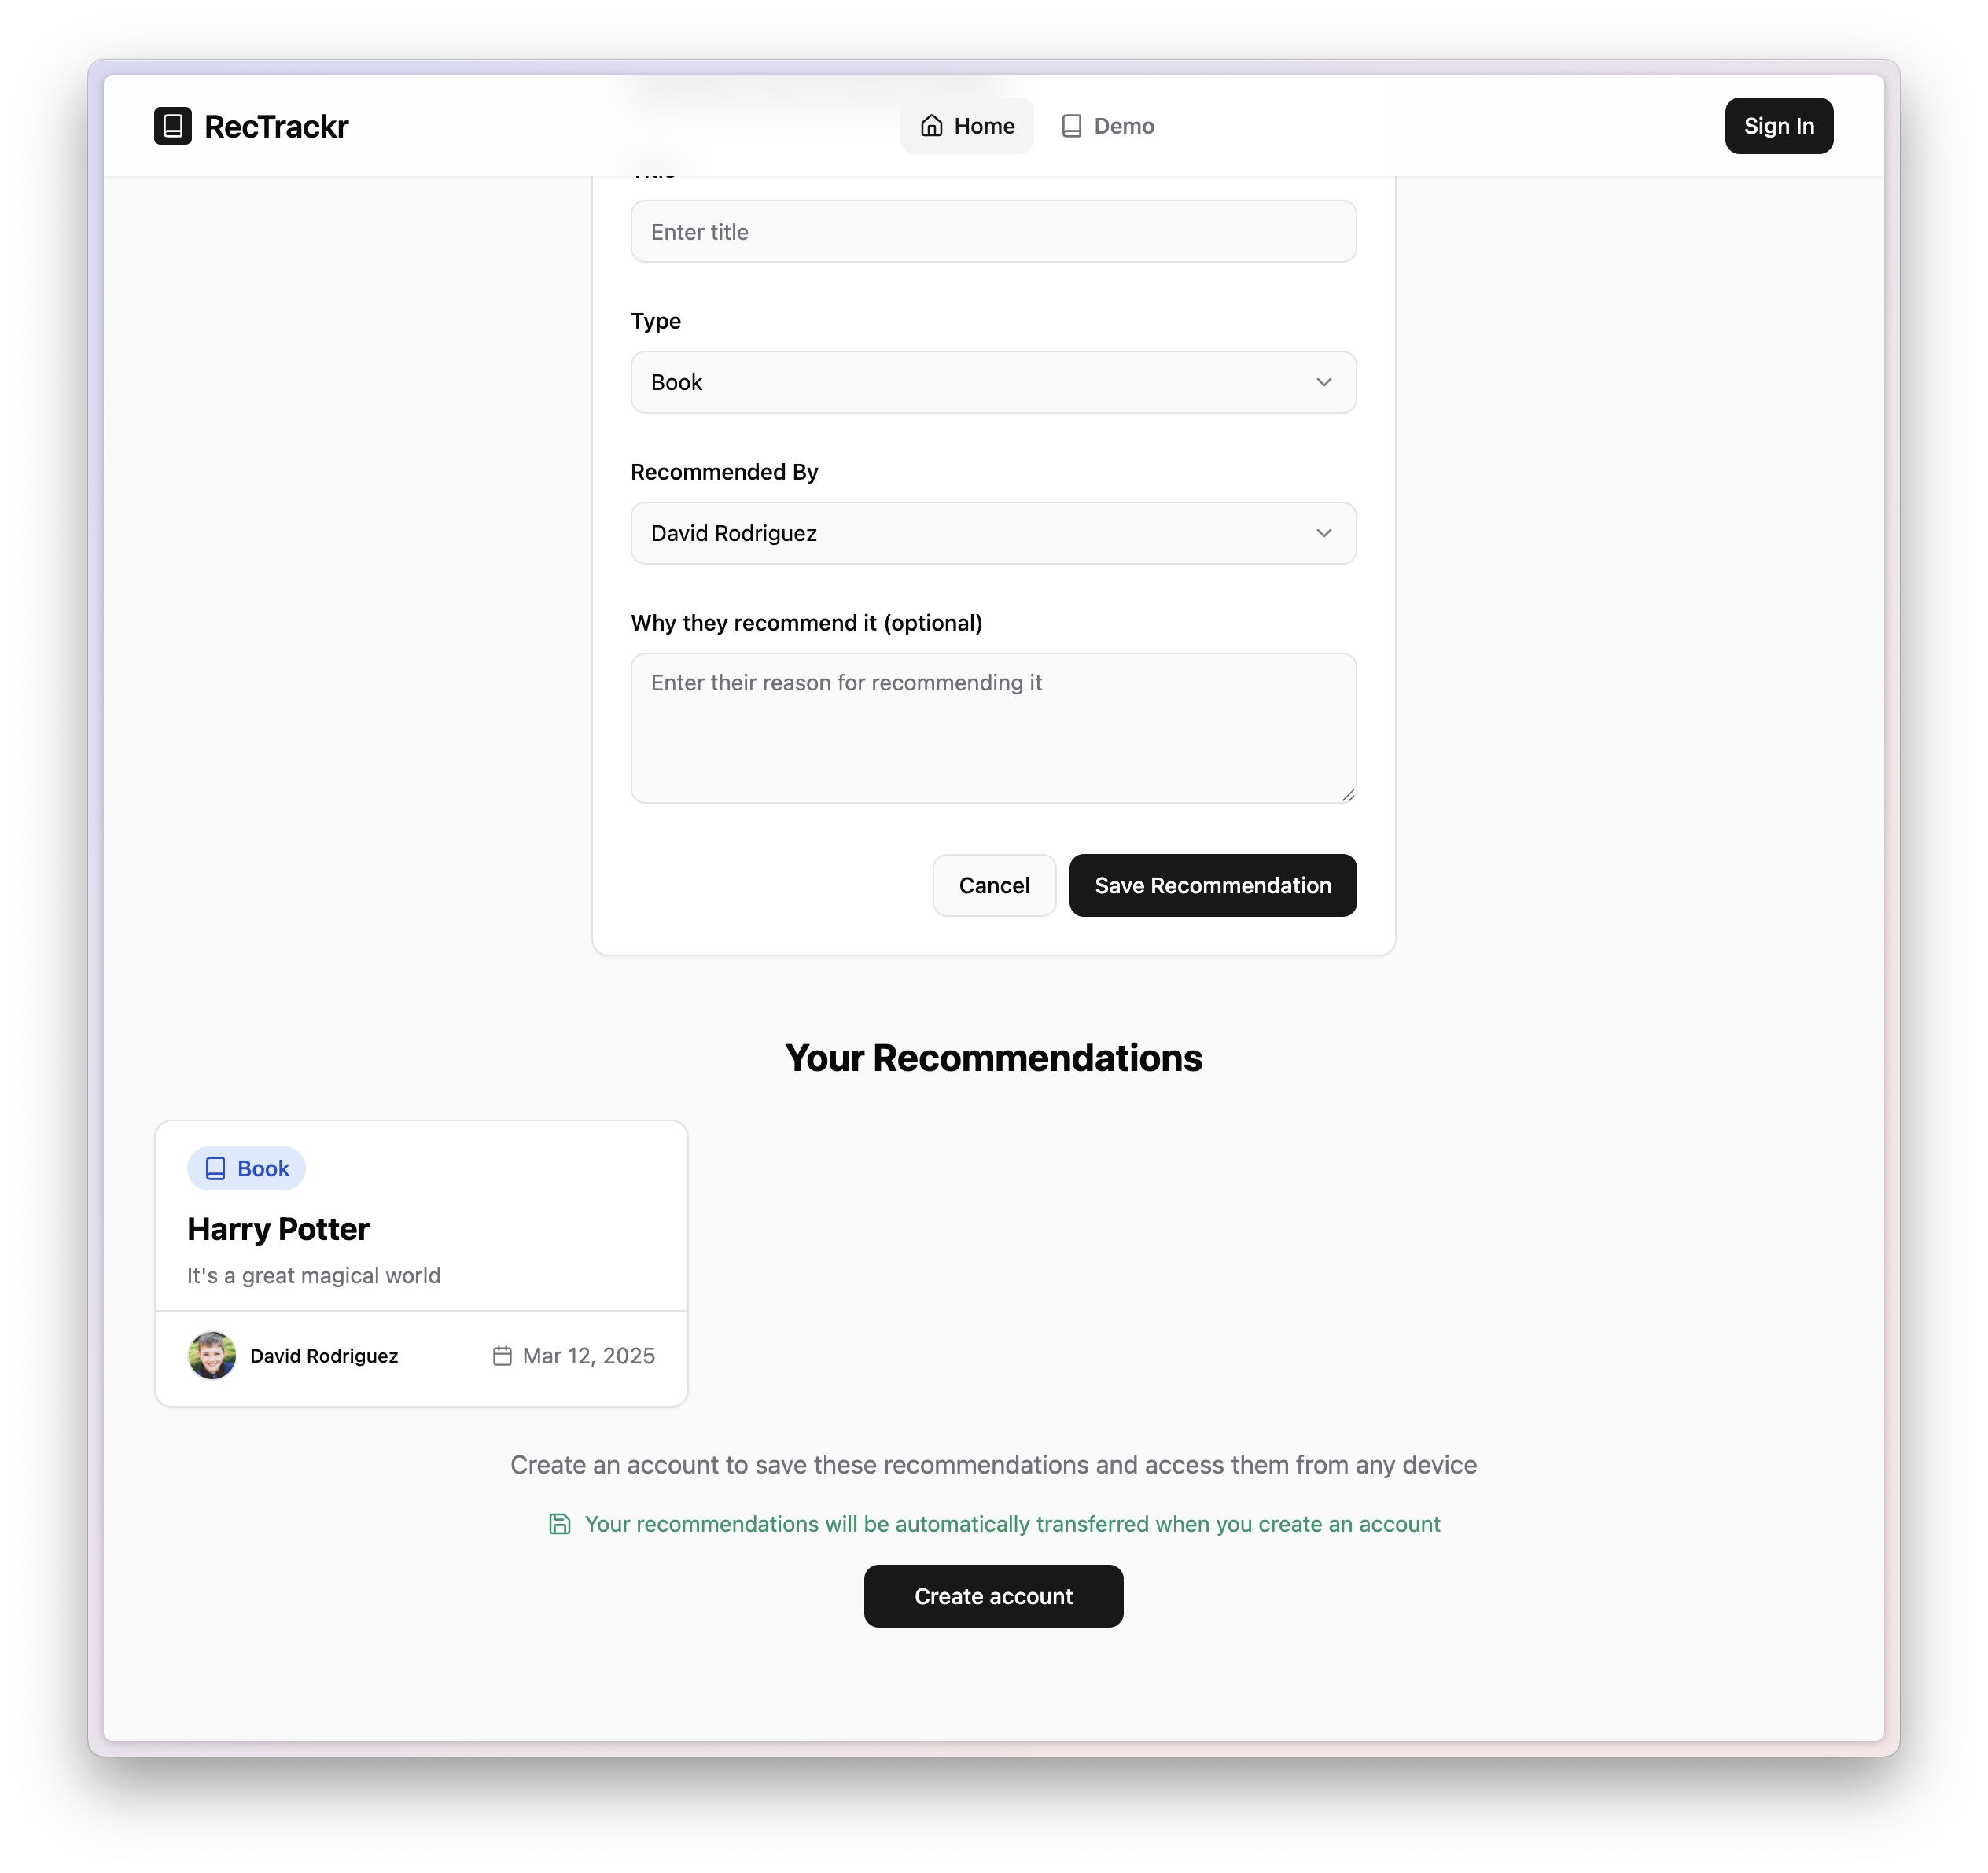 RecTrackr
Home
Demo
Sign In
Title
Enter title
Type
Book
Recommended By
David Rodriguez
Why they recommend it (optional)
Enter their reason for recommending it
Cancel
Save Recommendation
Your Recommendations
Book
Harry Potter
It's a great magical world
David Rodriguez
Mar 12, 2025
Create an account to save these recommendations and access them from any device
Your recommendations will be automatically transferred when you create an account
Create account